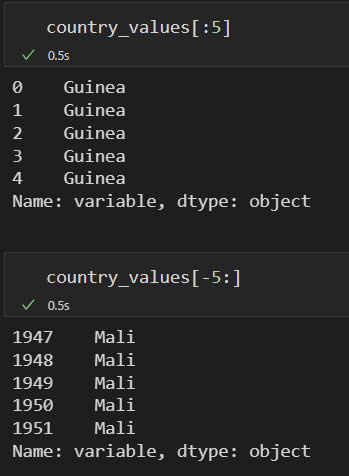 country_values[:5]
0.5s
0    Guinea
1    Guinea
2    Guinea
3    Guinea
4    Guinea
Name: variable, dtype: object
country_values[-5:]
0.5s
1947    Mali
1948    Mali
1949    Mali
1950    Mali
1951    Mali
Name: variable, dtype: object